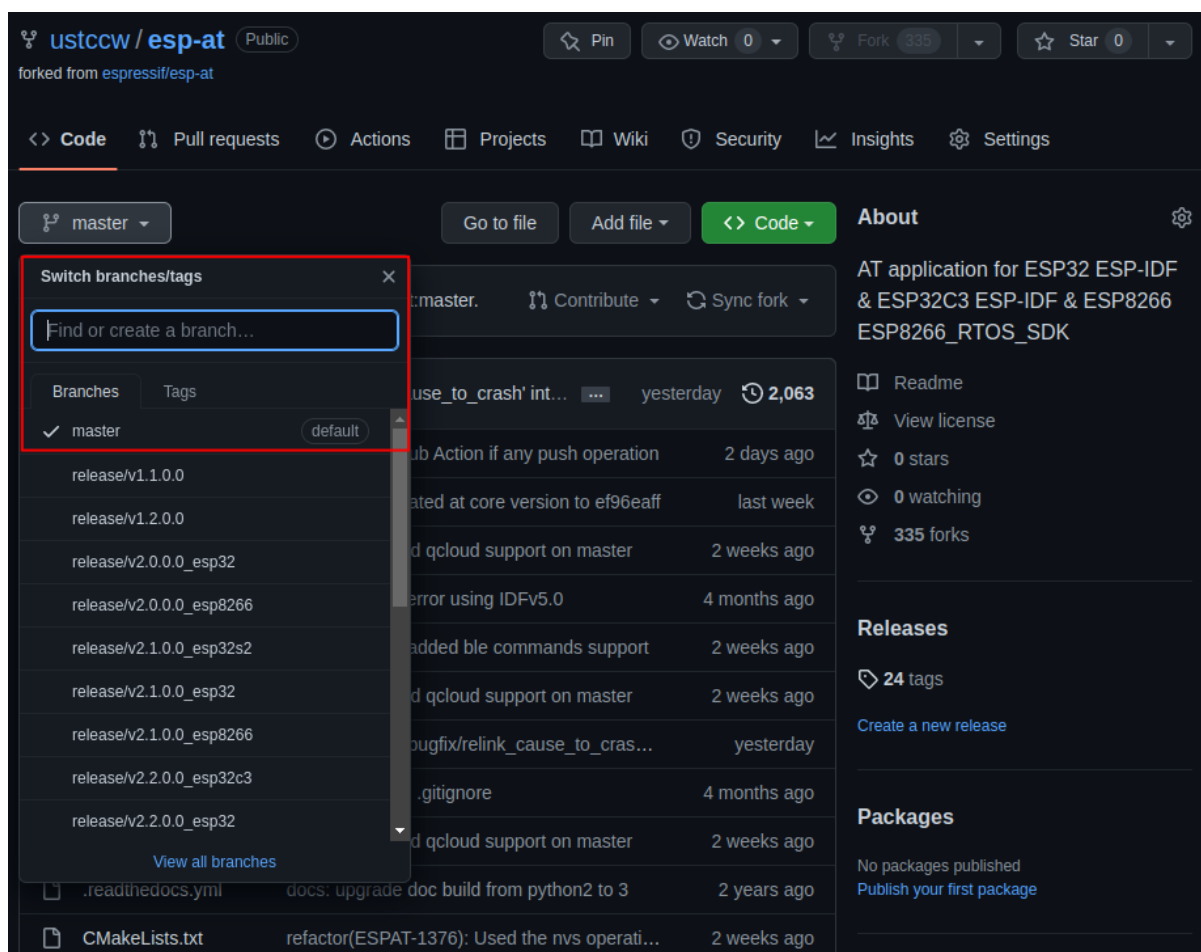 ustccw / esp-at Public
Pin
Watch 0
Fork 335
Star 0
forked from espressif/esp-at
Code
Pull requests
Actions
Projects
Wiki
Security
Insights
Settings
master
Go to file
Add file
Code
Switch branches/tags
Find or create a branch…
Branches
Tags
master default
release/v1.1.0.0
release/v1.2.0.0
release/v2.0.0.0_esp32
release/v2.0.0.0_esp8266
release/v2.1.0.0_esp32s2
release/v2.1.0.0_esp32
release/v2.1.0.0_esp8266
release/v2.2.0.0_esp32c3
release/v2.2.0.0_esp32
View all branches
:master.
Contribute
Sync fork
use_to_crash' int… ... yesterday 2,063
ub Action if any push operation 2 days ago
ated at core version to ef96eaff last week
d qcloud support on master 2 weeks ago
error using IDFv5.0 4 months ago
added ble commands support 2 weeks ago
d qcloud support on master 2 weeks ago
bugfix/relink_cause_to_cras… yesterday
.gitignore 4 months ago
d qcloud support on master 2 weeks ago
.readthedocs.yml docs: upgrade doc build from python2 to 3 2 years ago
CMakeLists.txt refactor(ESPAT-1376): Used the nvs operati… 2 weeks ago
About
AT application for ESP32 ESP-IDF
& ESP32C3 ESP-IDF & ESP8266
ESP8266_RTOS_SDK
Readme
View license
0 stars
0 watching
335 forks
Releases
24 tags
Create a new release
Packages
No packages published
Publish your first package